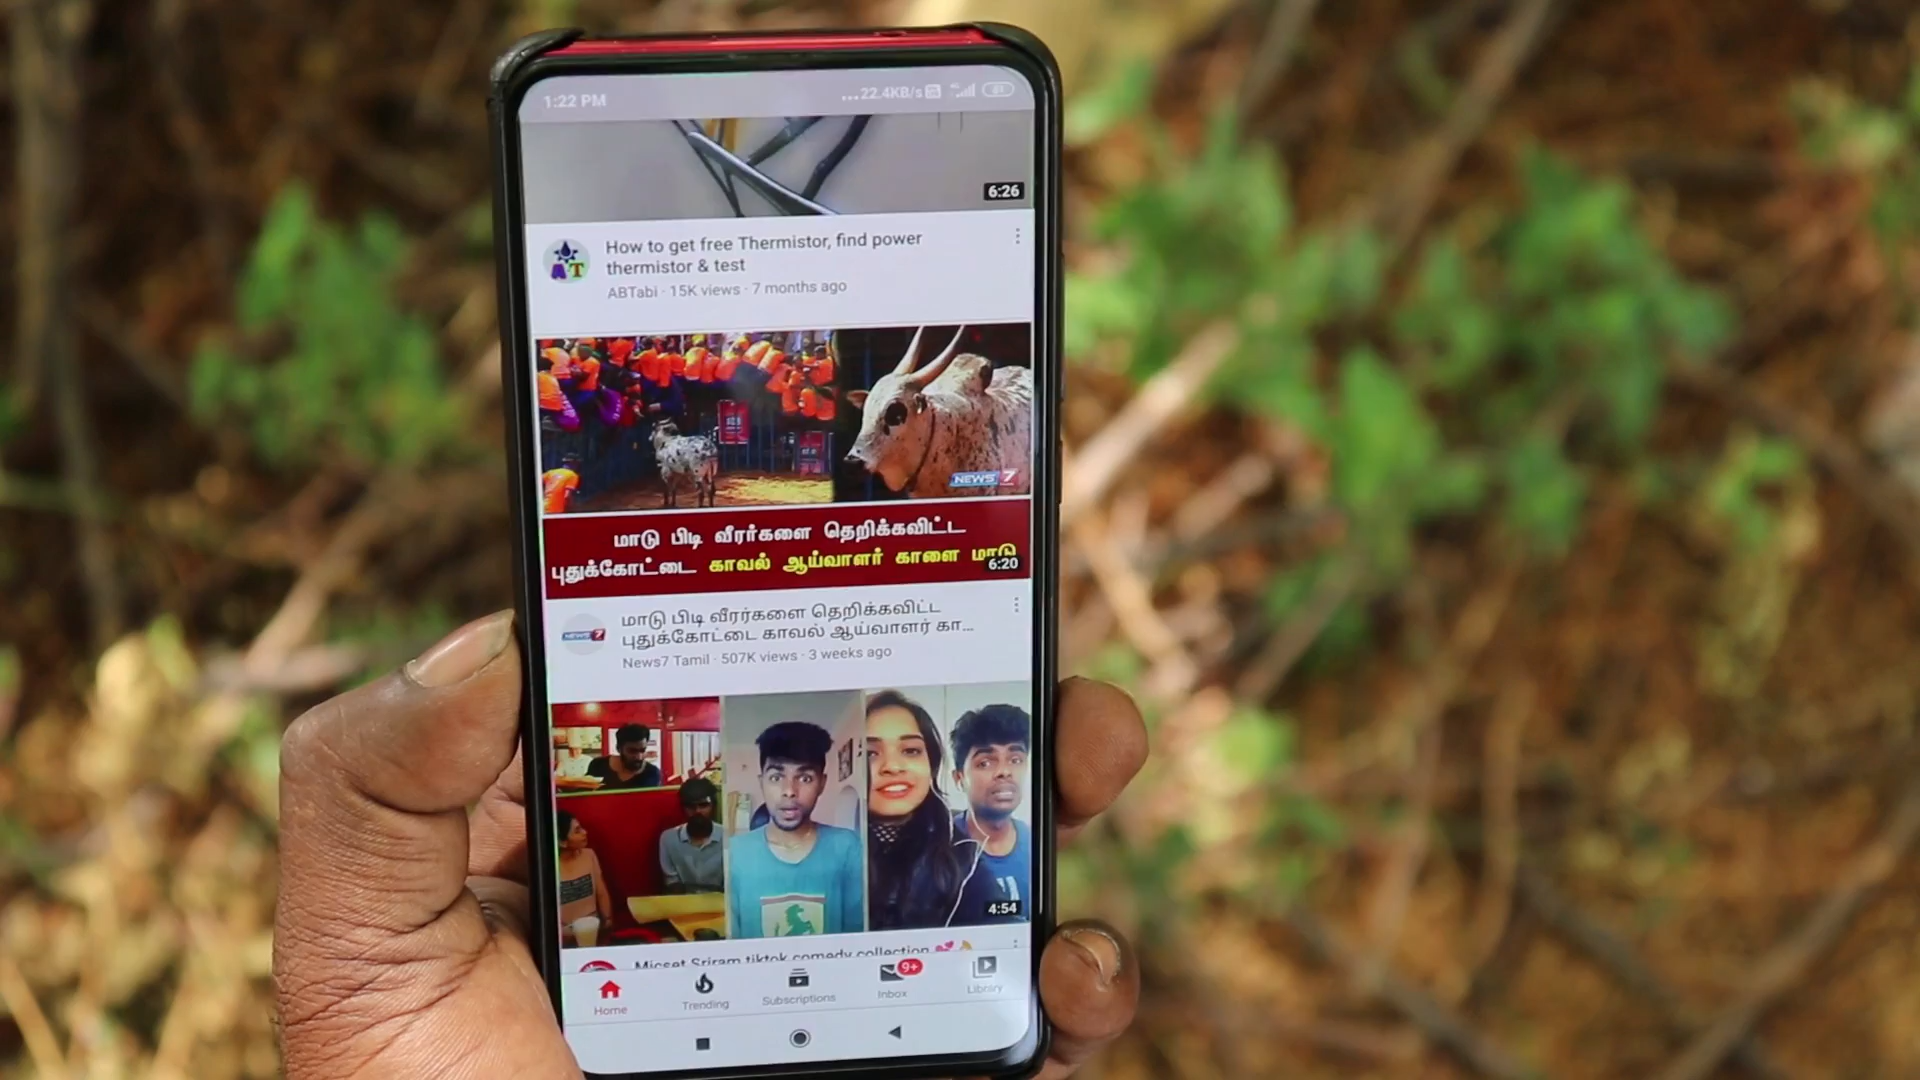 1:22 PM
...22.4KB/s
6:26
How to get free Thermistor, find power
thermistor & test
ABTabi · 15K views · 7 months ago
NEWS 7
மாடு பிடி வீரர்களை தெறிக்கவிட்ட
புதுக்கோட்டை காவல் ஆய்வாளர் காளை மாடு
6:20
மாடு பிடி வீரர்களை தெறிக்கவிட்ட
புதுக்கோட்டை காவல் ஆய்வாளர் கா...
News7 Tamil · 507K views · 3 weeks ago
4:54
Micset Sriram tiktok comedy collection
9+
Home
Trending
Subscriptions
Inbox
Library